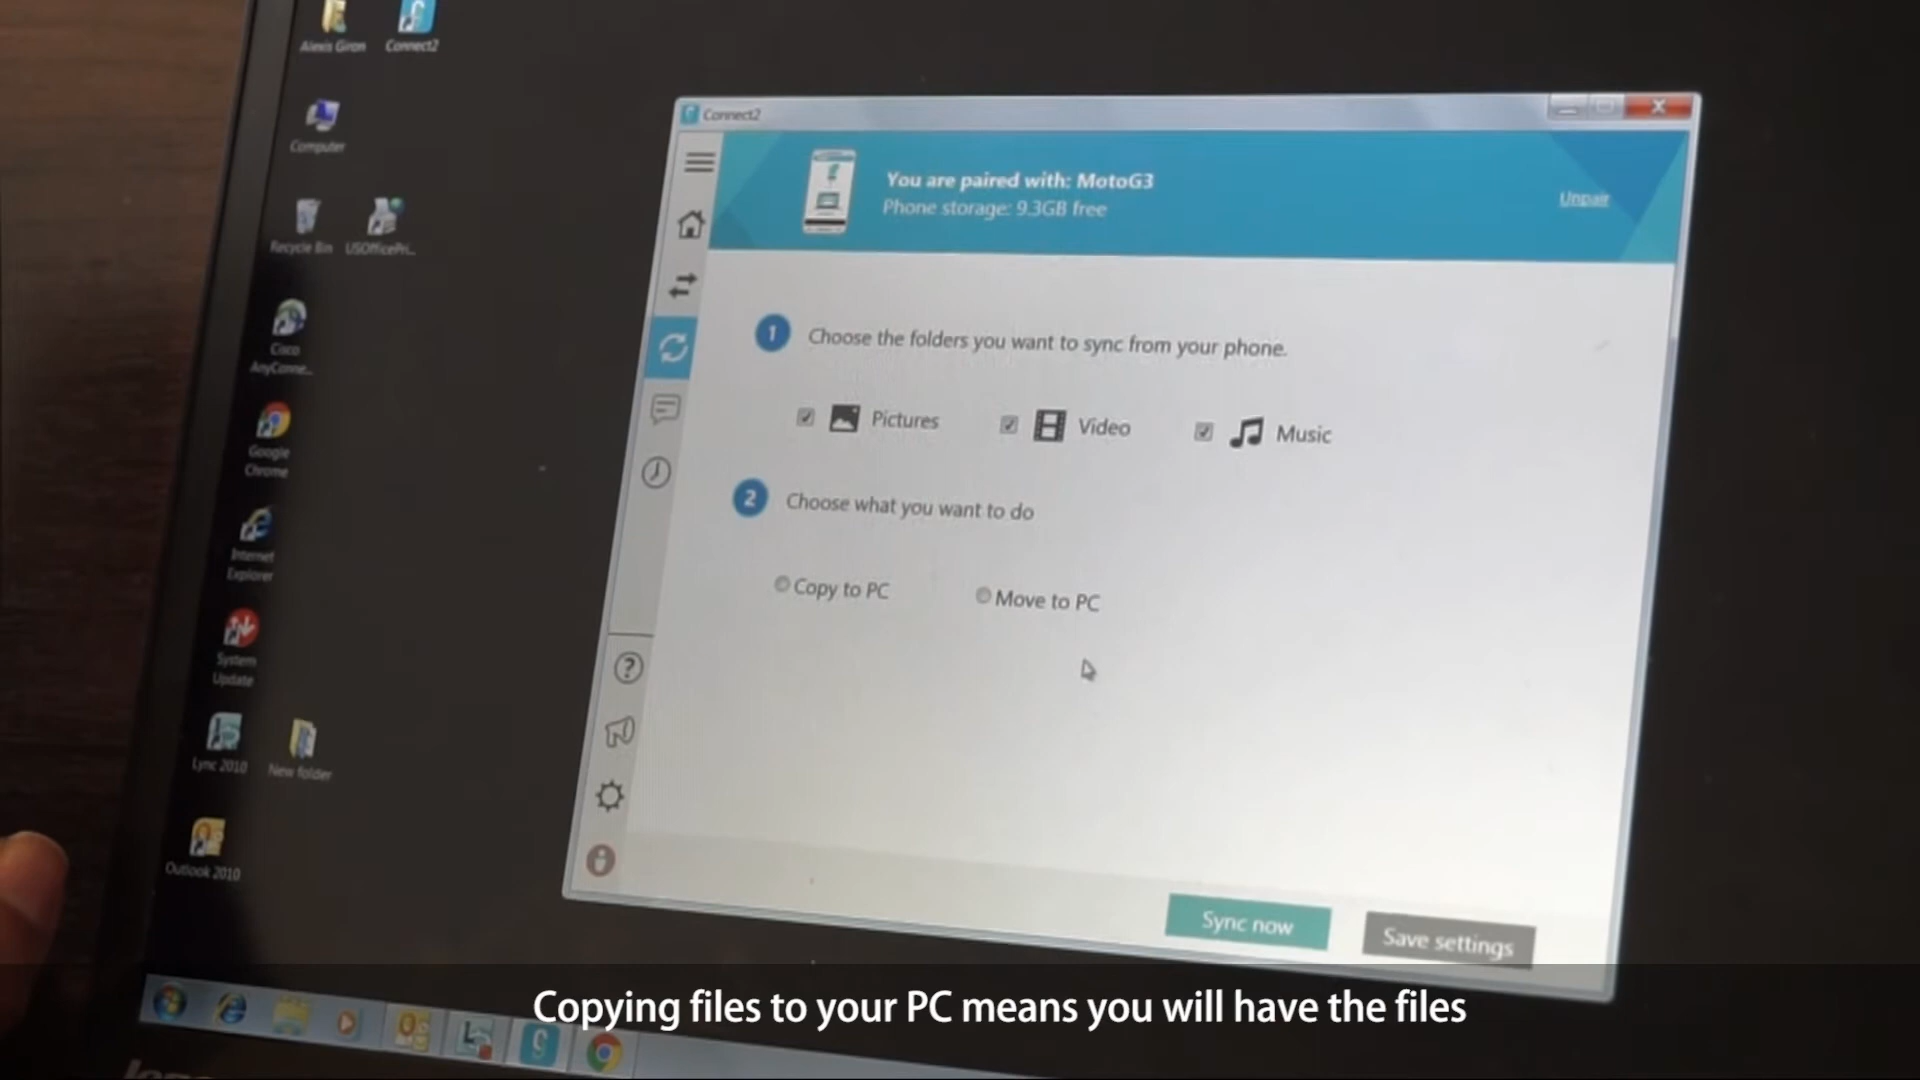 Alexis Giron
Connect2
Computer
Recycle Bin
USOfficePri...
Cisco
AnyConne...
Google
Chrome
Internet
Explorer
System
Update
Lync 2010
New folder
Outlook 2010
Connect2
You are paired with: MotoG3
Phone storage: 9.3GB free
Unpair
1 Choose the folders you want to sync from your phone.
Pictures
Video
Music
2 Choose what you want to do
Copy to PC
Move to PC
Sync now
Save settings
Copying files to your PC means you will have the files